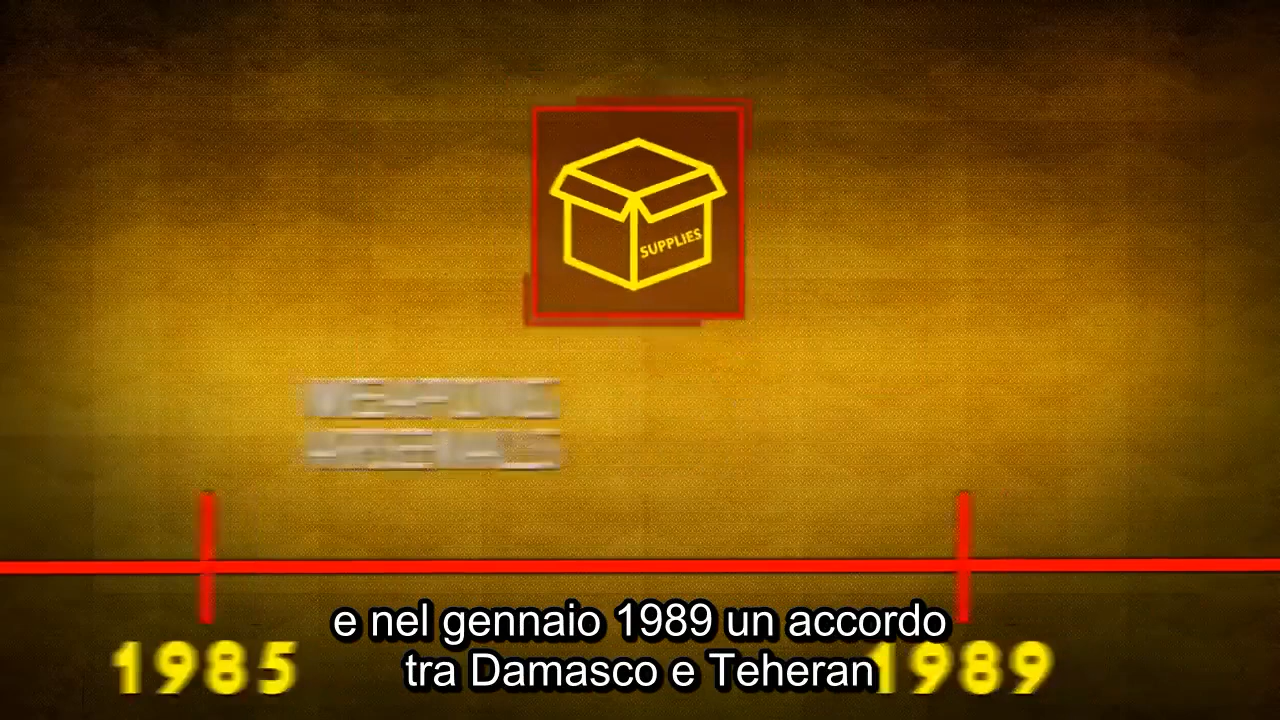 SUPPLIES
e nel gennaio 1989 un accordo
tra Damasco e Teheran
1985
1989